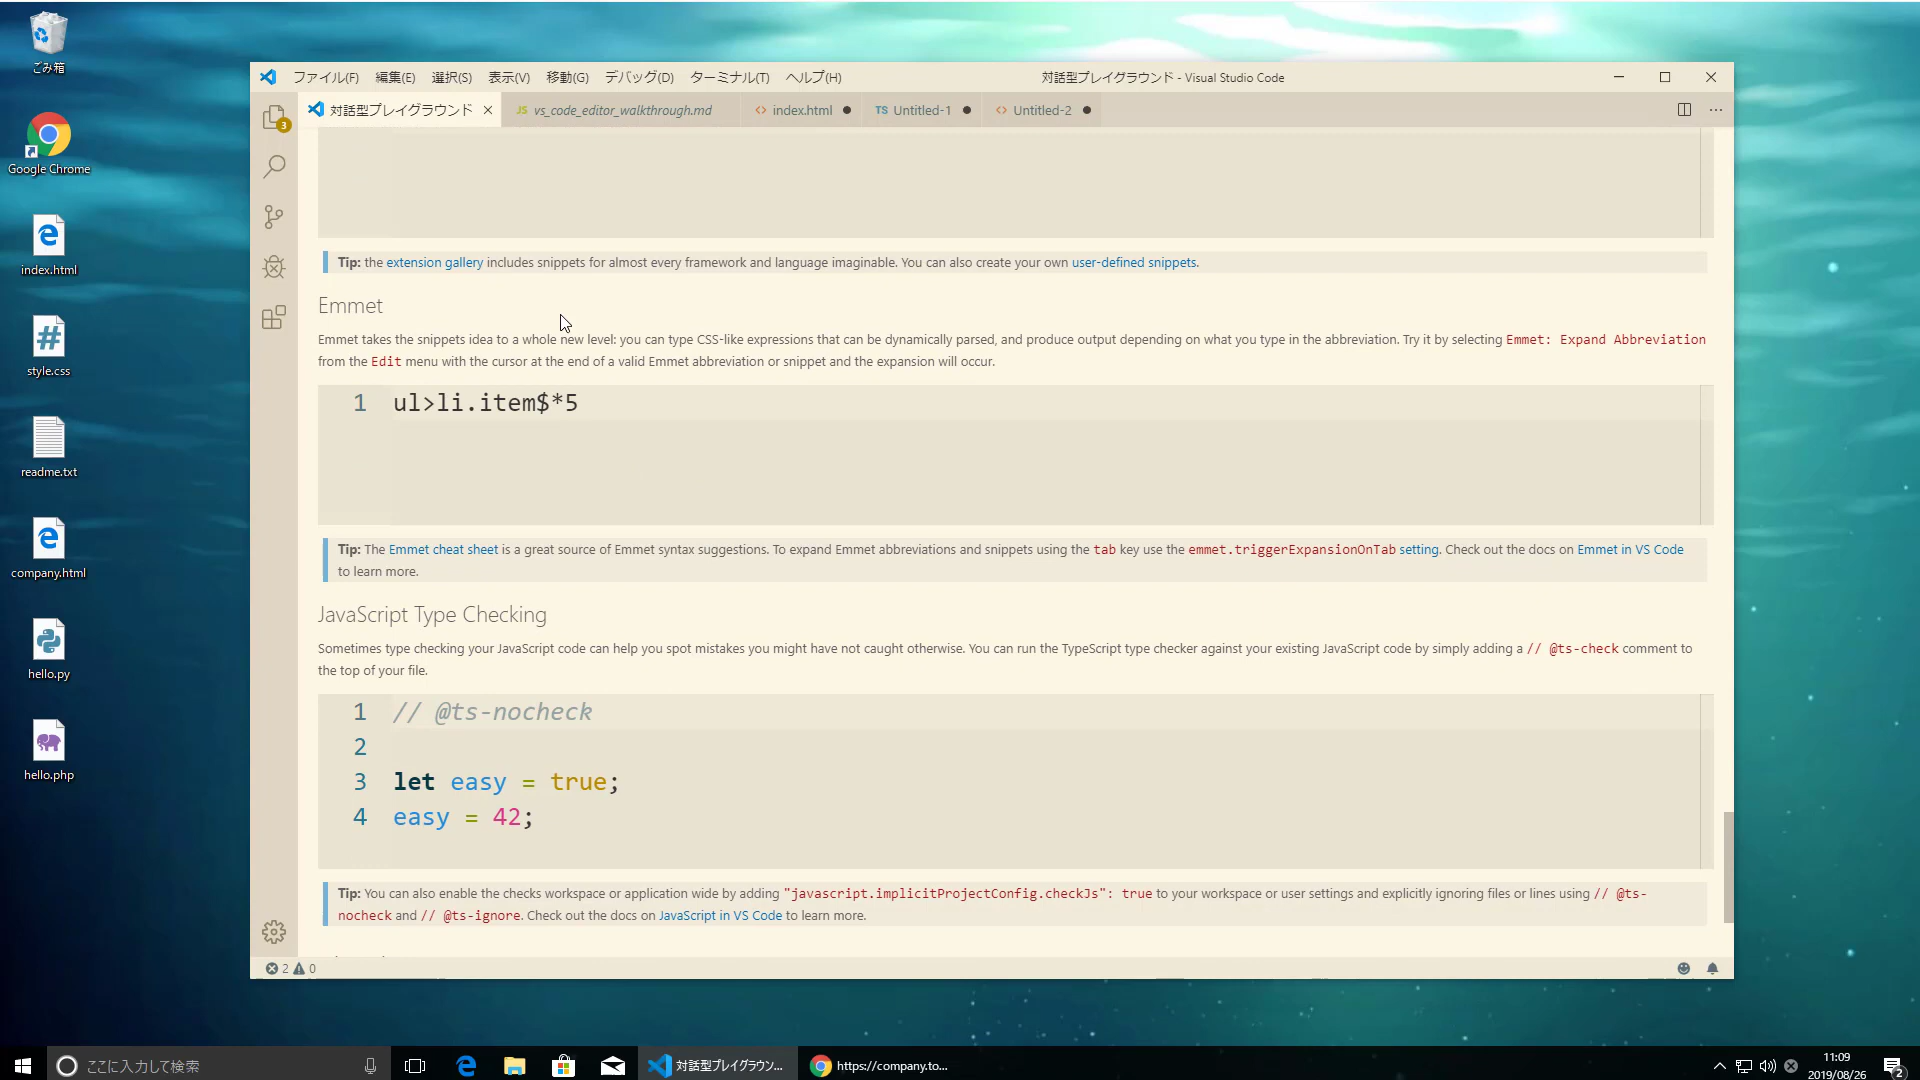 ごみ箱
Google Chrome
index.html
style.css
readme.txt
company.html
hello.py
hello.php
ファイル(F) 編集(E) 選択(S) 表示(V) 移動(G) デバッグ(D) ターミナル(T) ヘルプ(H)
対話型プレイグラウンド - Visual Studio Code
対話型プレイグラウンド
JS vs_code_editor_walkthrough.md
index.html
TS Untitled-1
Untitled-2
3
Tip: the extension gallery includes snippets for almost every framework and language imaginable. You can also create your own user-defined snippets.
Emmet
Emmet takes the snippets idea to a whole new level: you can type CSS-like expressions that can be dynamically parsed, and produce output depending on what you type in the abbreviation. Try it by selecting Emmet: Expand Abbreviation
from the Edit menu with the cursor at the end of a valid Emmet abbreviation or snippet and the expansion will occur.
1 ul>li.item$*5
Tip: The Emmet cheat sheet is a great source of Emmet syntax suggestions. To expand Emmet abbreviations and snippets using the tab key use the emmet.triggerExpansionOnTab setting. Check out the docs on Emmet in VS Code
to learn more.
JavaScript Type Checking
Sometimes type checking your JavaScript code can help you spot mistakes you might have not caught otherwise. You can run the TypeScript type checker against your existing JavaScript code by simply adding a // @ts-check comment to
the top of your file.
1 // @ts-nocheck
2
3 let easy = true;
4 easy = 42;
Tip: You can also enable the checks workspace or application wide by adding "javascript.implicitProjectConfig.checkJs": true to your workspace or user settings and explicitly ignoring files or lines using // @ts-
nocheck and // @ts-ignore. Check out the docs on JavaScript in VS Code to learn more.
2 0
ここに入力して検索
対話型プレイグラウン...
https://company.to...
11:09
2019/08/26
2